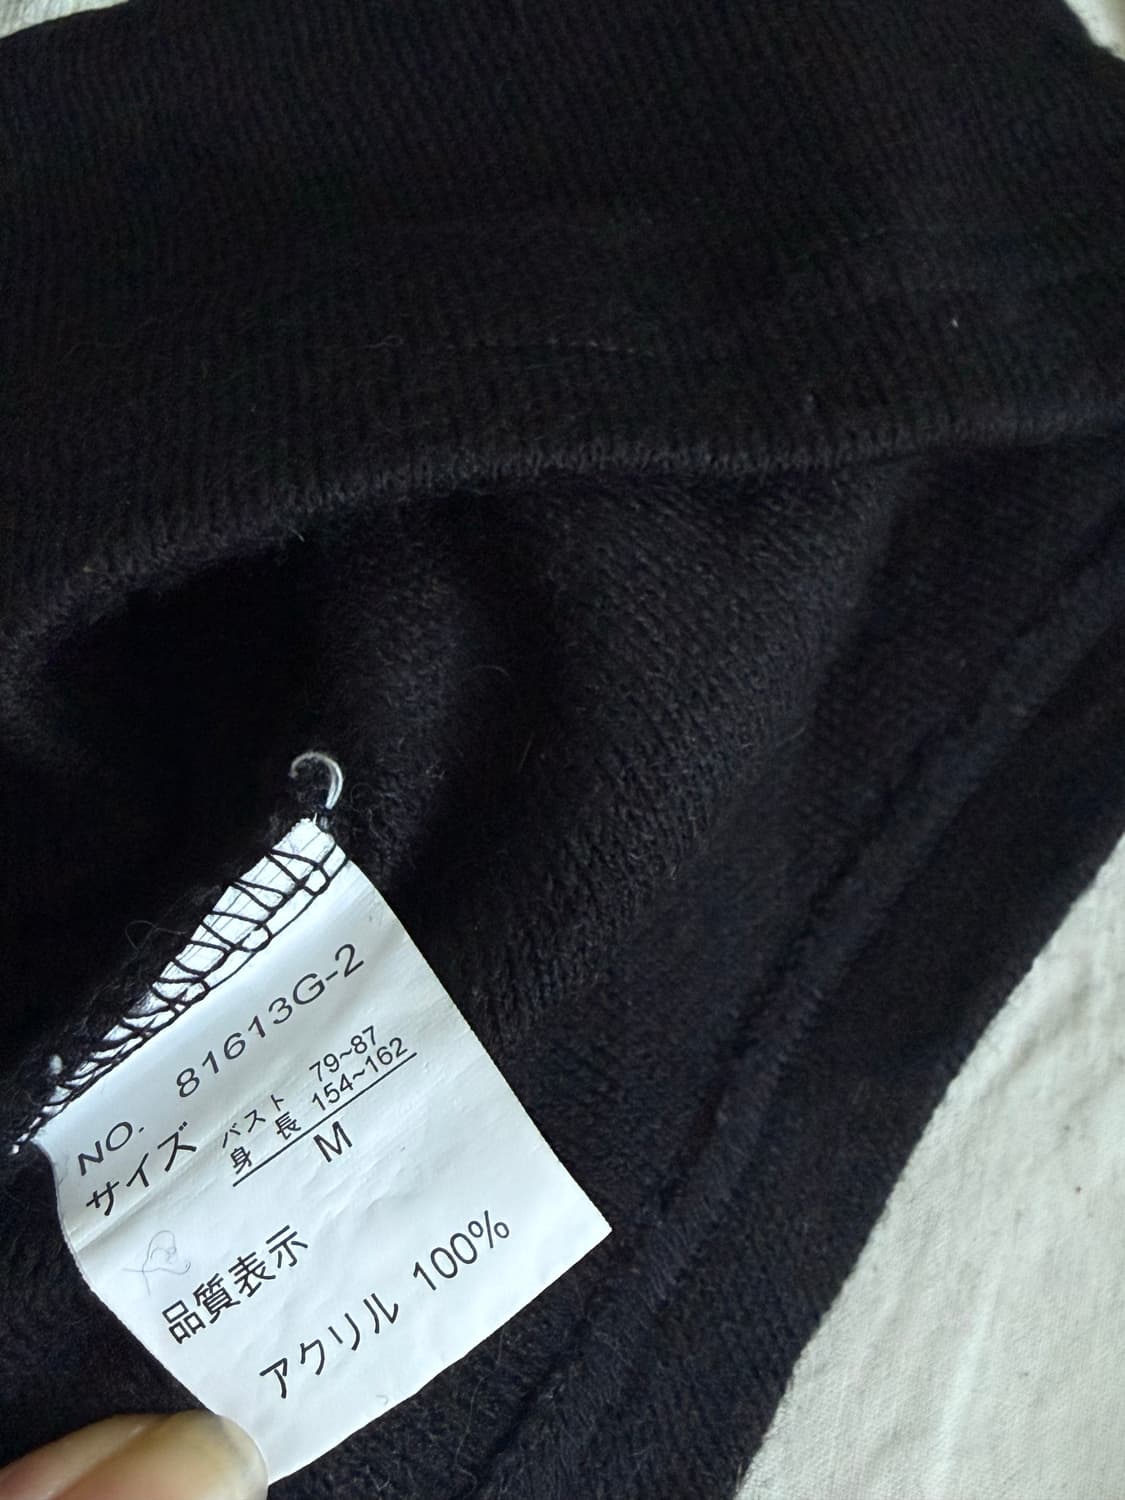 NO. 81613G-2
サイズ バスト 79~87
身長 154~162
M
品質表示
アクリル 100%